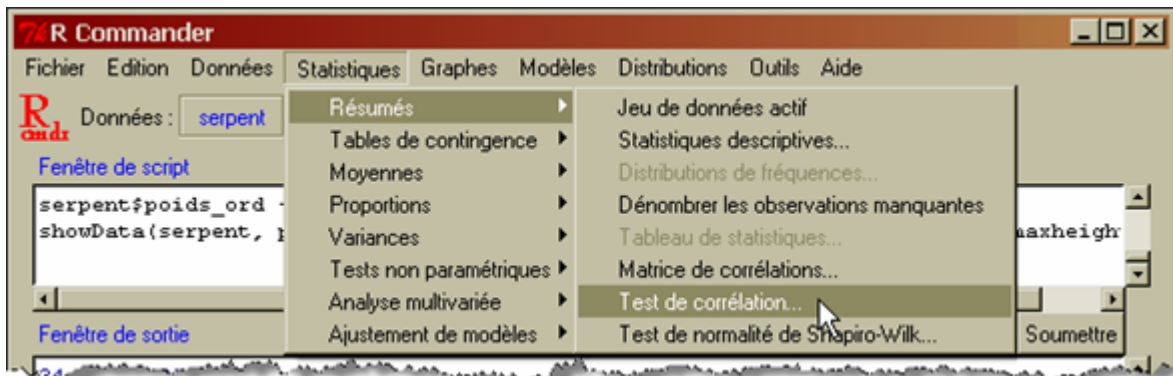 R Commander
Fichier Edition Données Statistiques Graphes Modèles Distributions Outils Aide
R cmdr Données : serpent
Résumés
Tables de contingence
Moyennes
Proportions
Variances
Tests non paramétriques
Analyse multivariée
Ajustement de modèles
Jeu de données actif
Statistiques descriptives...
Distributions de fréquences...
Dénombrer les observations manquantes
Tableau de statistiques...
Matrice de corrélations...
Test de corrélation...
Test de normalité de Shapiro-Wilk...
Fenêtre de script
serpent$poids_ord
showData(serpent, maxheigh
Fenêtre de sortie
Soumettre